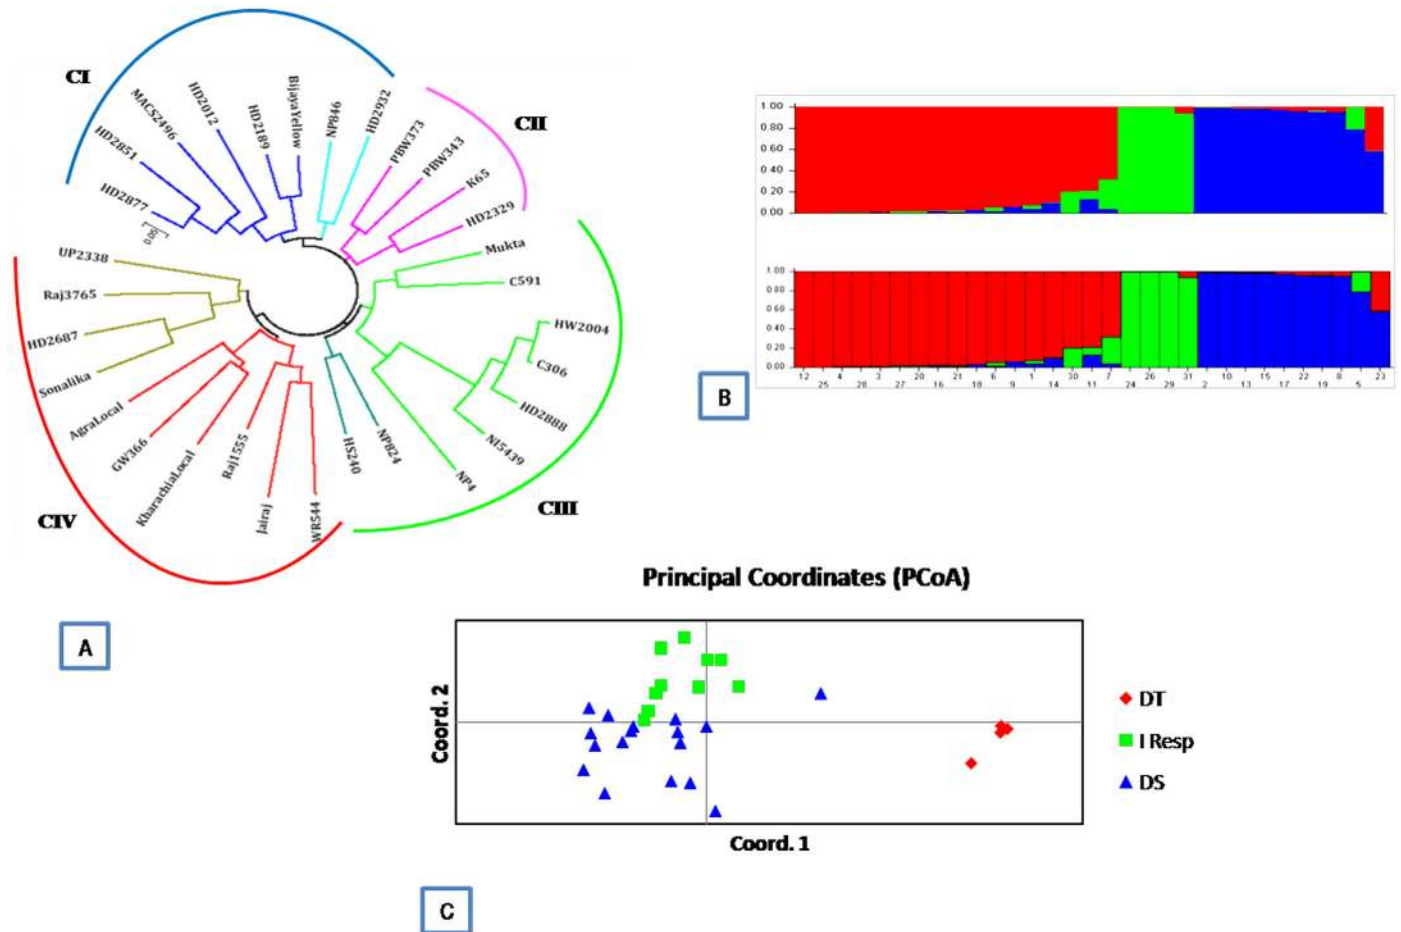 CI
CII
CIII
CIV
HD2877
HD2851
MACS2496
HD2012
HD2189
BijayaYellow
NP846
HD2932
PBW373
PBW343
K65
HD2329
Mukta
C591
HW2004
C306
HD2888
NI5439
NP4
NP824
HS240
WR544
Jairaj
Raj1555
KharachiaLocal
GW366
AgraLocal
Sonalika
HD2687
Raj3765
UP2338
0.05
A
1.00
0.80
0.60
0.40
0.20
0.00
1.00
0.80
0.60
0.40
0.20
0.00
12 4 3 20 21 6 1 30 7 26 31 10 15 22 8 23
25 28 27 16 18 9 14 11 24 29 2 13 17 19 5
B
Principal Coordinates (PCoA)
Coord. 2
Coord. 1
DT
I Resp
DS
C